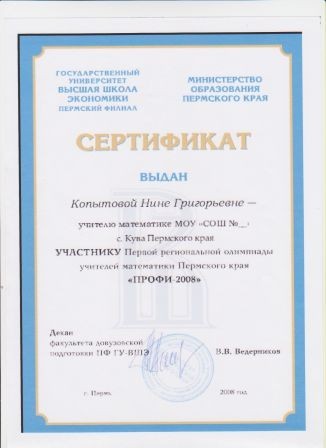 ГОСУДАРСТВЕННЫЙ
УНИВЕРСИТЕТ
ВЫСШАЯ ШКОЛА
ЭКОНОМИКИ
ПЕРМСКИЙ ФИЛИАЛ
МИНИСТЕРСТВО
ОБРАЗОВАНИЯ
ПЕРМСКОГО КРАЯ
СЕРТИФИКАТ
ВЫДАН
Копытовой Нине Григорьевне –
учителю математике МОУ «СОШ №__»
с. Кува Пермского края
УЧАСТНИКУ Первой региональной олимпиады
учителей математики Пермского края
«ПРОФИ-2008»
Декан
факультета довузовской
подготовки ПФ ГУ-ВШЭ
В.В. Ведерников
г. Пермь
2008 год